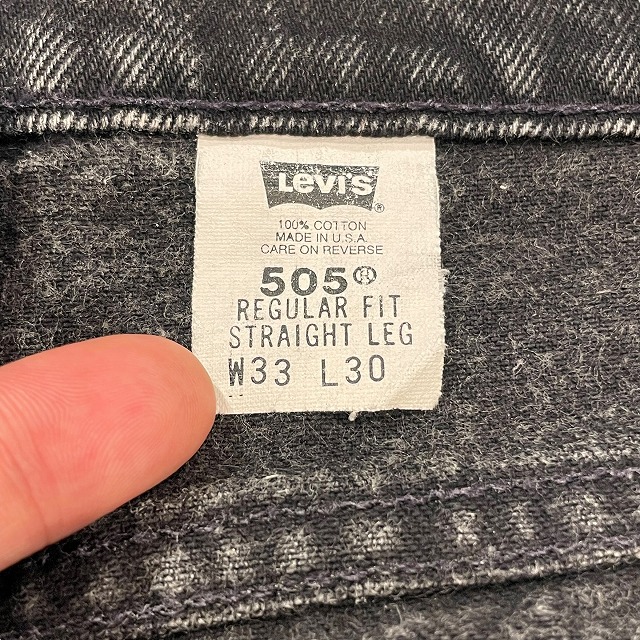 Levi's ®
100% COTTON
MADE IN U.S.A.
CARE ON REVERSE
505®
REGULAR FIT
STRAIGHT LEG
W33 L30